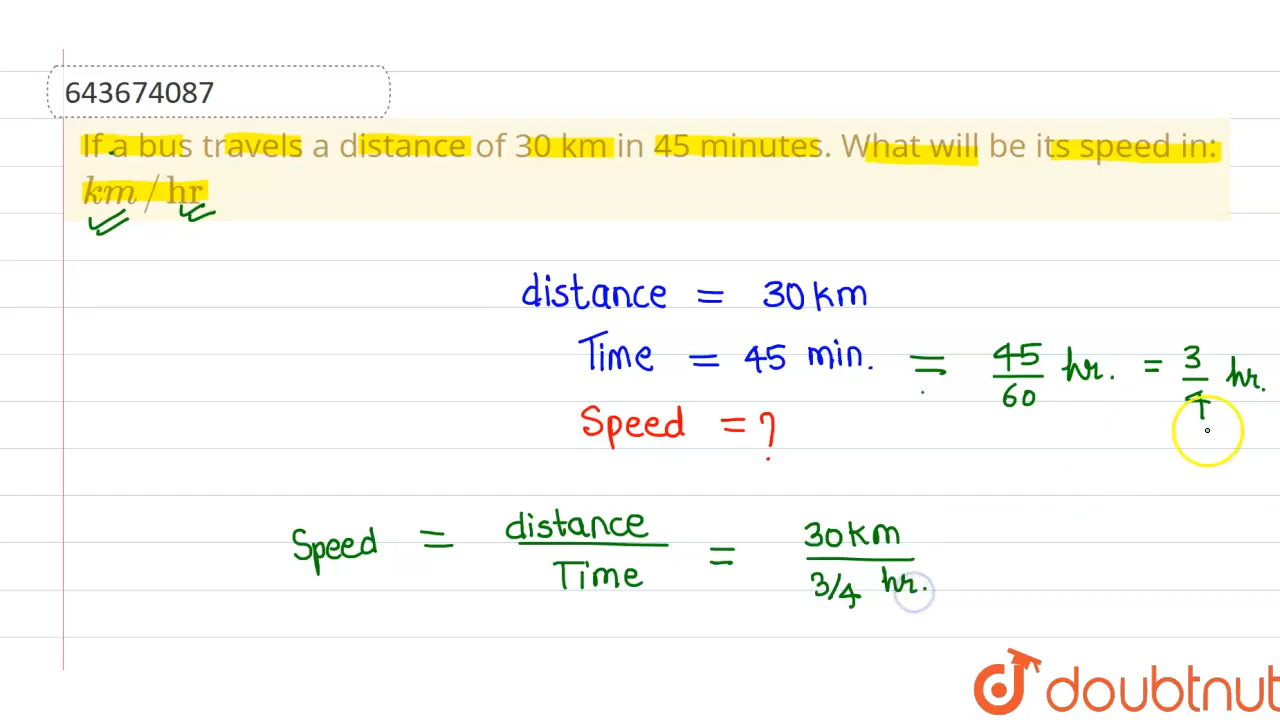 643674087
If a bus travels a distance of 30 km in 45 minutes. What will be its speed in:
km / hr
distance = 30 km
Time = 45 min. = 45/60 hr. = 3/4 hr.
Speed = ?
Speed = distance/Time = 30 km / 3/4 hr.
doubtnut